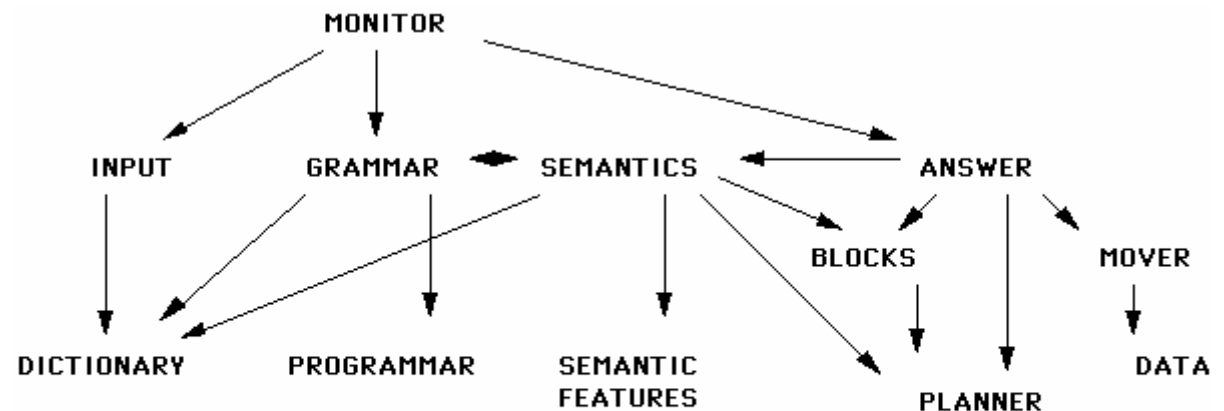 MONITOR
INPUT GRAMMAR SEMANTICS ANSWER
BLOCKS MOVER
DICTIONARY PROGRAMMAR SEMANTIC FEATURES PLANNER DATA